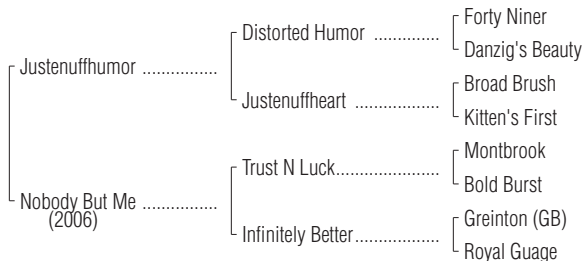 Forty Niner
Distorted Humor ..............
Danzig's Beauty
Justenuffhumor ................
Broad Brush
Justenuffheart ..................
Kitten's First
Montbrook
Trust N Luck......................
Bold Burst
Nobody But Me ................
(2006)
Greinton (GB)
Infinitely Better..................
Royal Guage